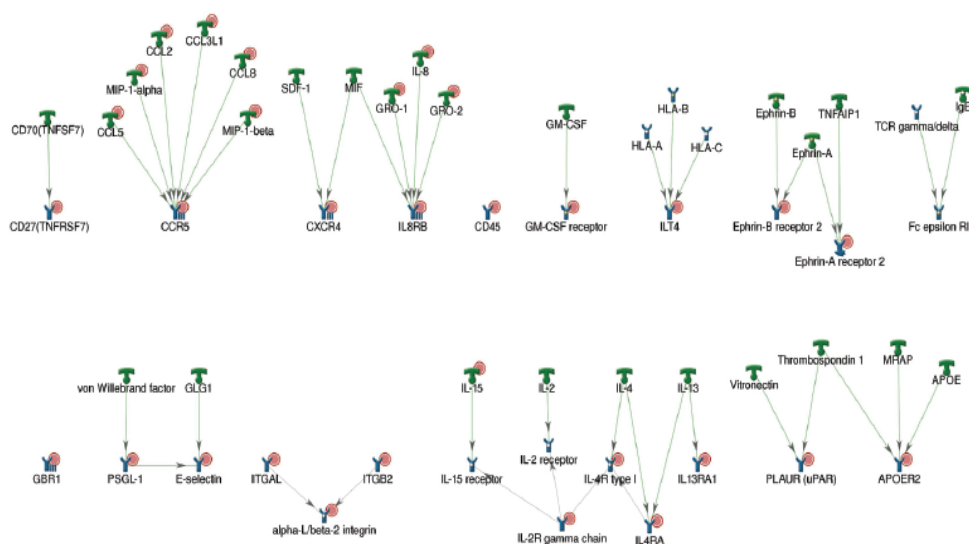 CCL3L1
CCL2
CCL8
IL-8
MIP-1-alpha
SDF-1
MIF
HLA-B
GRO-1
GRO-2
Ephrin-B
TNFAIP1
IgE
CD70(TNFSF7)
CCL5
MIP-1-beta
GM-CSF
TCR gamma/delta
HLA-A
HLA-C
Ephrin-A
CD27(TNFRSF7)
CCR5
CXCR4
IL8RB
CD45
GM-CSF receptor
ILT4
Ephrin-B receptor 2
Fc epsilon RI
Ephrin-A receptor 2
Thrombospondin 1
MRAP
von Willebrand factor
GLG1
IL-15
IL-2
IL-4
IL-13
Vitronectin
APOE
IL-2 receptor
GBR1
PSGL-1
E-selectin
ITGAL
ITGB2
IL-15 receptor
IL-4R type I
IL13RA1
PLAUR (uPAR)
APOER2
alpha-L/beta-2 integrin
IL-2R gamma chain
IL4RA